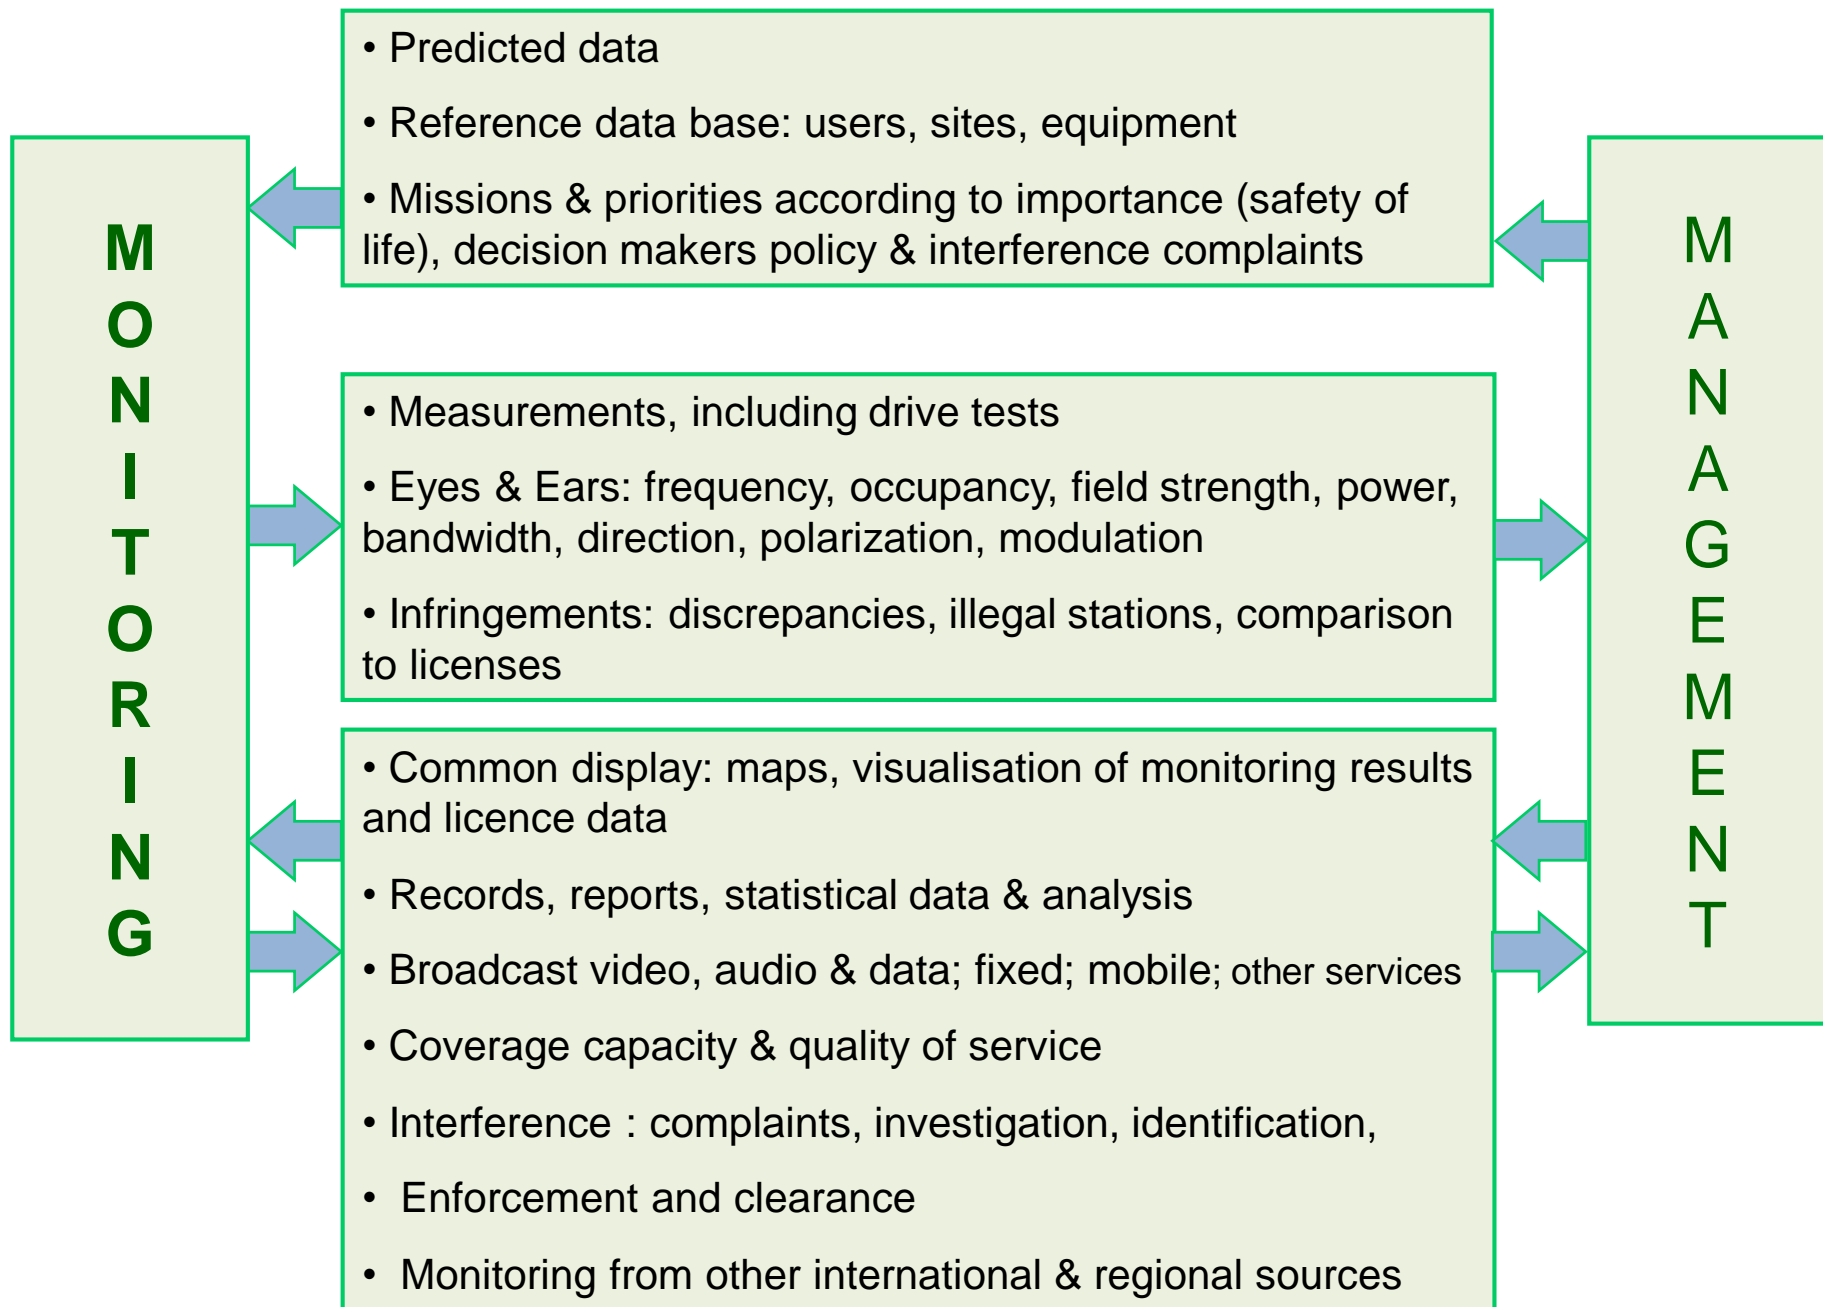 MONITORING
• Predicted data
• Reference data base: users, sites, equipment
• Missions & priorities according to importance (safety of
life), decision makers policy & interference complaints
• Measurements, including drive tests
• Eyes & Ears: frequency, occupancy, field strength, power,
bandwidth, direction, polarization, modulation
• Infringements: discrepancies, illegal stations, comparison
to licenses
• Common display: maps, visualisation of monitoring results
and licence data
• Records, reports, statistical data & analysis
• Broadcast video, audio & data; fixed; mobile; other services
• Coverage capacity & quality of service
• Interference : complaints, investigation, identification,
• Enforcement and clearance
• Monitoring from other international & regional sources
MANAGEMENT